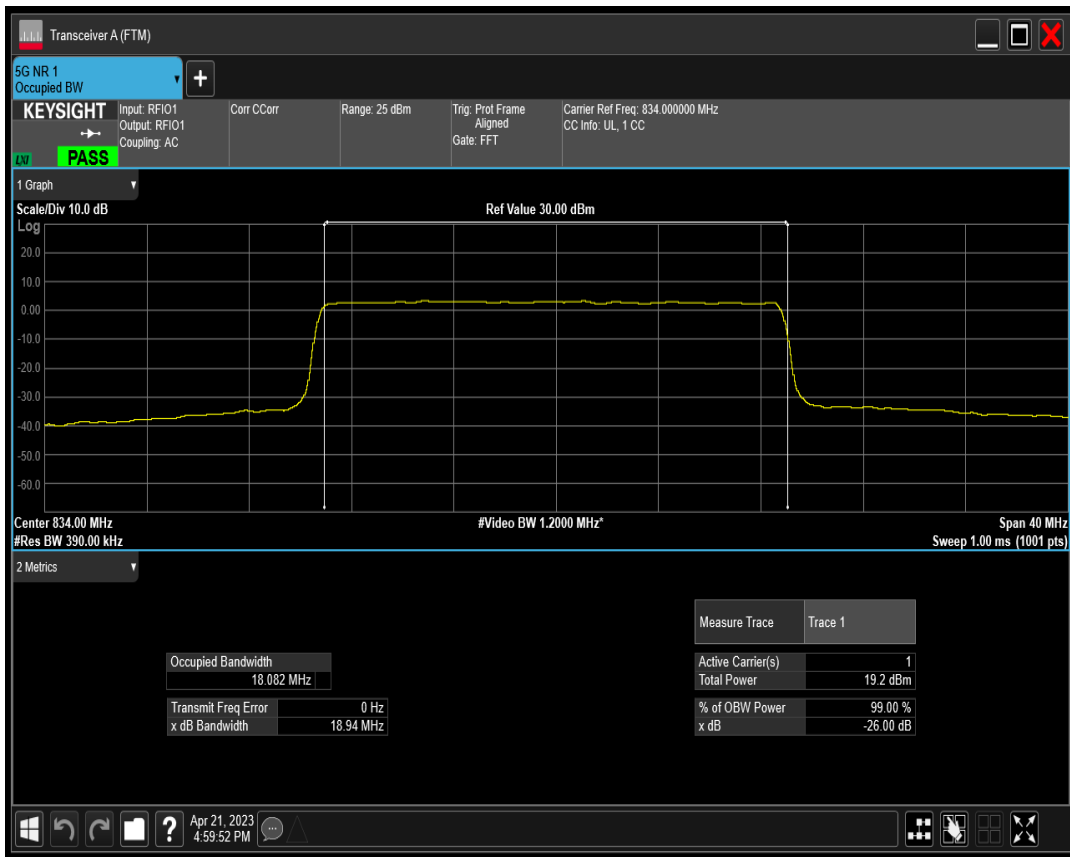 Transceiver A (FTM)
5G NR 1
Occupied BW
+
KEYSIGHT
LXI
PASS
Input: RFIO1
Output: RFIO1
Coupling: AC
Corr CCorr
Range: 25 dBm
Trig: Prot Frame
Aligned
Gate: FFT
Carrier Ref Freq: 834.000000 MHz
CC Info: UL, 1 CC
1 Graph
Scale/Div 10.0 dB
Ref Value 30.00 dBm
Log
20.0
10.0
0.00
-10.0
-20.0
-30.0
-40.0
-50.0
-60.0
Center 834.00 MHz
#Video BW 1.2000 MHz*
Span 40 MHz
#Res BW 390.00 kHz
Sweep 1.00 ms (1001 pts)
2 Metrics
Measure Trace Trace 1
Occupied Bandwidth
18.082 MHz
Active Carrier(s) 1
Total Power 19.2 dBm
Transmit Freq Error 0 Hz
x dB Bandwidth 18.94 MHz
% of OBW Power 99.00 %
x dB -26.00 dB
?
Apr 21, 2023
4:59:52 PM